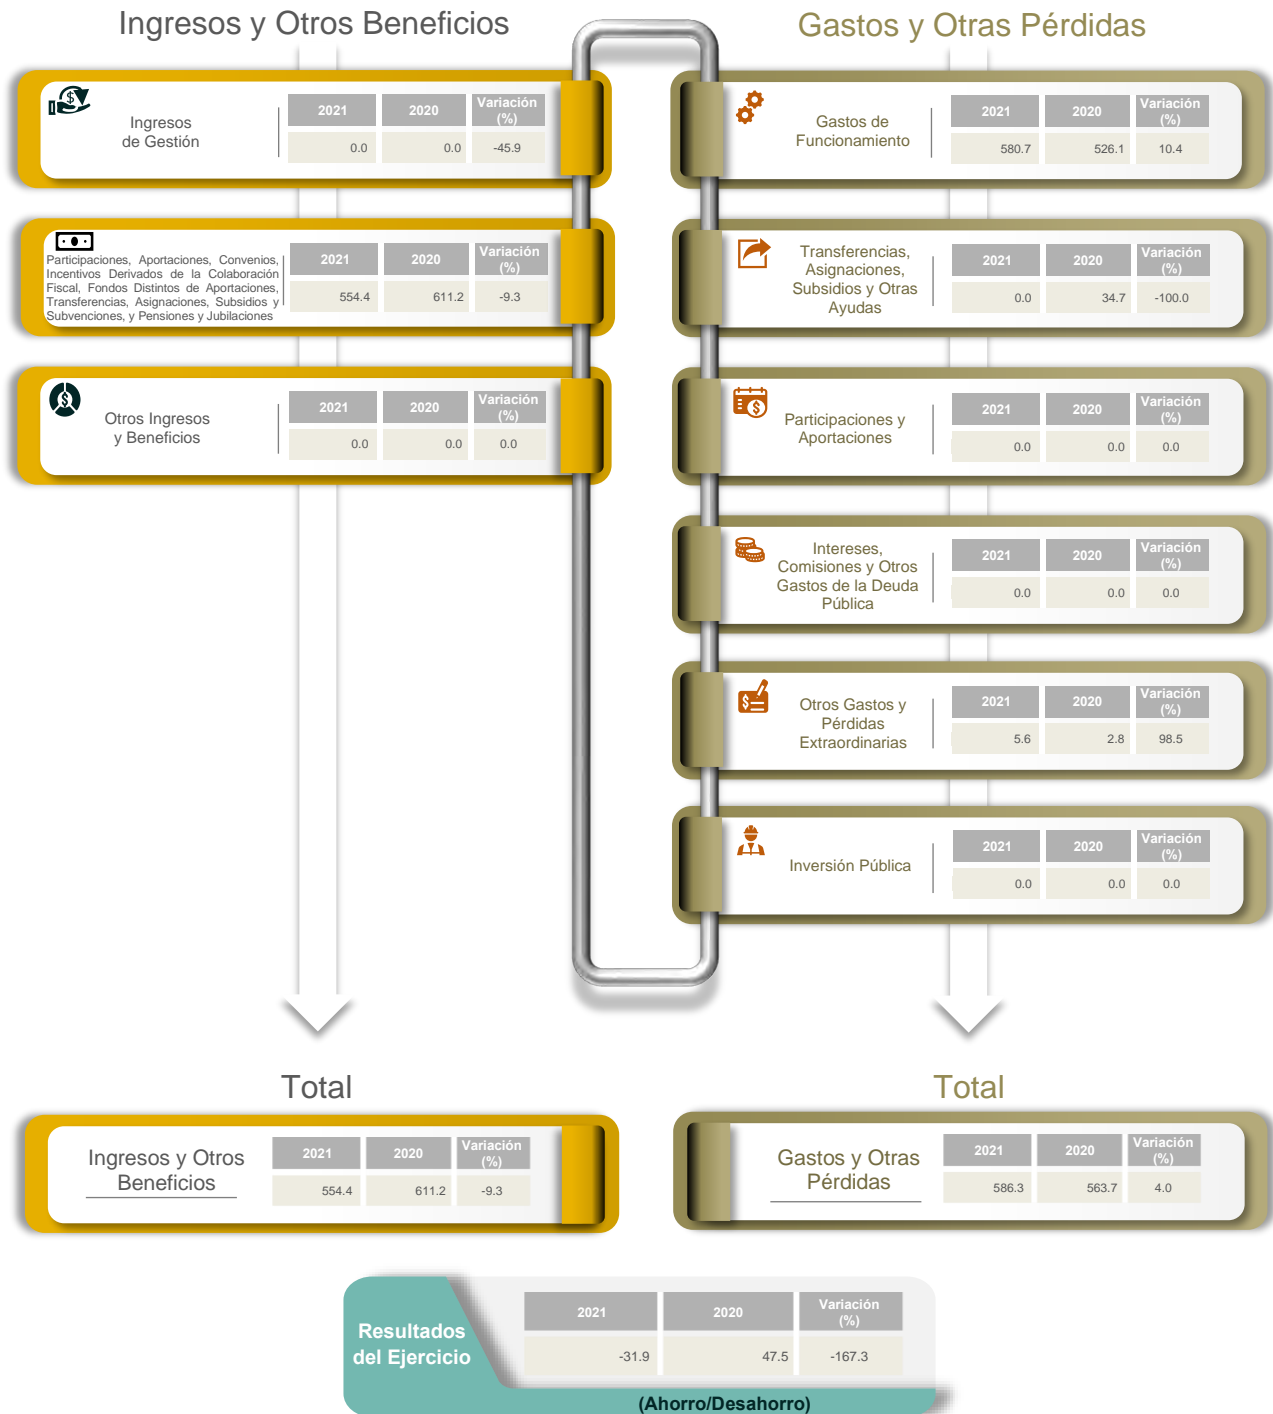 Ingresos y Otros Beneficios
Ingresos
de Gestión
2021 2020 Variación (%)
0.0 0.0 -45.9
Participaciones, Aportaciones, Convenios,
Incentivos Derivados de la Colaboración
Fiscal, Fondos Distintos de Aportaciones,
Transferencias, Asignaciones, Subsidios y
Subvenciones, y Pensiones y Jubilaciones
2021 2020 Variación (%)
554.4 611.2 -9.3
Otros Ingresos
y Beneficios
2021 2020 Variación (%)
0.0 0.0 0.0
Gastos y Otras Pérdidas
Gastos de
Funcionamiento
2021 2020 Variación (%)
580.7 526.1 10.4
Transferencias,
Asignaciones,
Subsidios y Otras
Ayudas
2021 2020 Variación (%)
0.0 34.7 -100.0
Participaciones y
Aportaciones
2021 2020 Variación (%)
0.0 0.0 0.0
Intereses,
Comisiones y Otros
Gastos de la Deuda
Pública
2021 2020 Variación (%)
0.0 0.0 0.0
Otros Gastos y
Pérdidas
Extraordinarias
2021 2020 Variación (%)
5.6 2.8 98.5
Inversión Pública
2021 2020 Variación (%)
0.0 0.0 0.0
Total
Ingresos y Otros
Beneficios
2021 2020 Variación (%)
554.4 611.2 -9.3
Total
Gastos y Otras
Pérdidas
2021 2020 Variación (%)
586.3 563.7 4.0
Resultados
del Ejercicio
2021 2020 Variación (%)
-31.9 47.5 -167.3
(Ahorro/Desahorro)